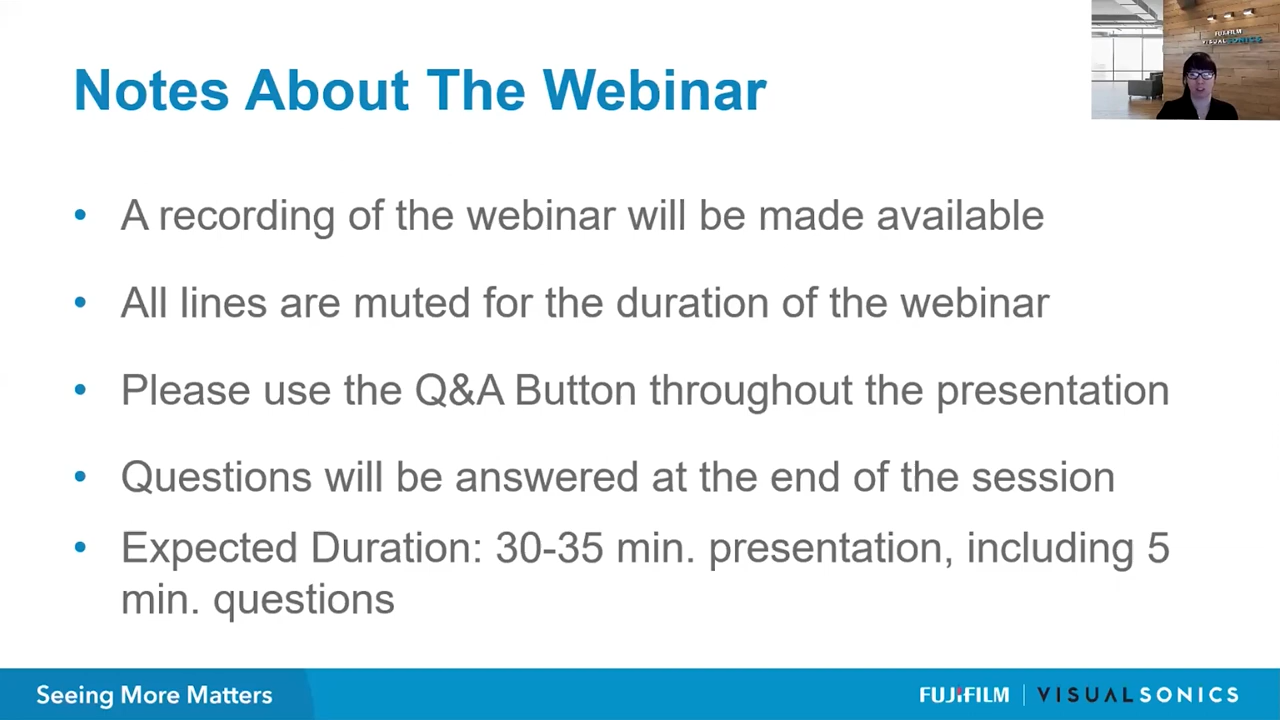 FUJIFILM
VISUALSONICS
Notes About The Webinar
• A recording of the webinar will be made available
• All lines are muted for the duration of the webinar
• Please use the Q&A Button throughout the presentation
• Questions will be answered at the end of the session
• Expected Duration: 30-35 min. presentation, including 5
min. questions
Seeing More Matters
FUJIFILM | VISUALSONICS